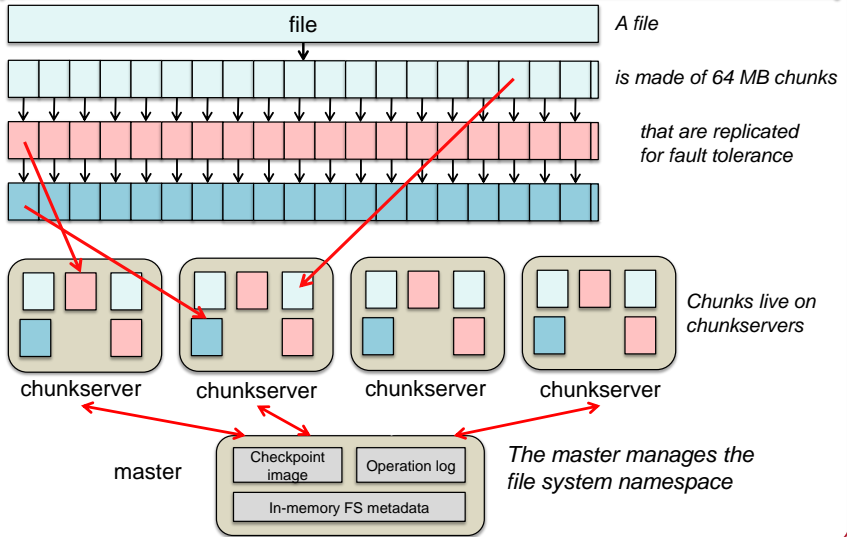 file
A file
is made of 64 MB chunks
that are replicated
for fault tolerance
Chunks live on
chunkservers
chunkserver
chunkserver
chunkserver
chunkserver
master
Checkpoint
image
Operation log
In-memory FS metadata
The master manages the
file system namespace